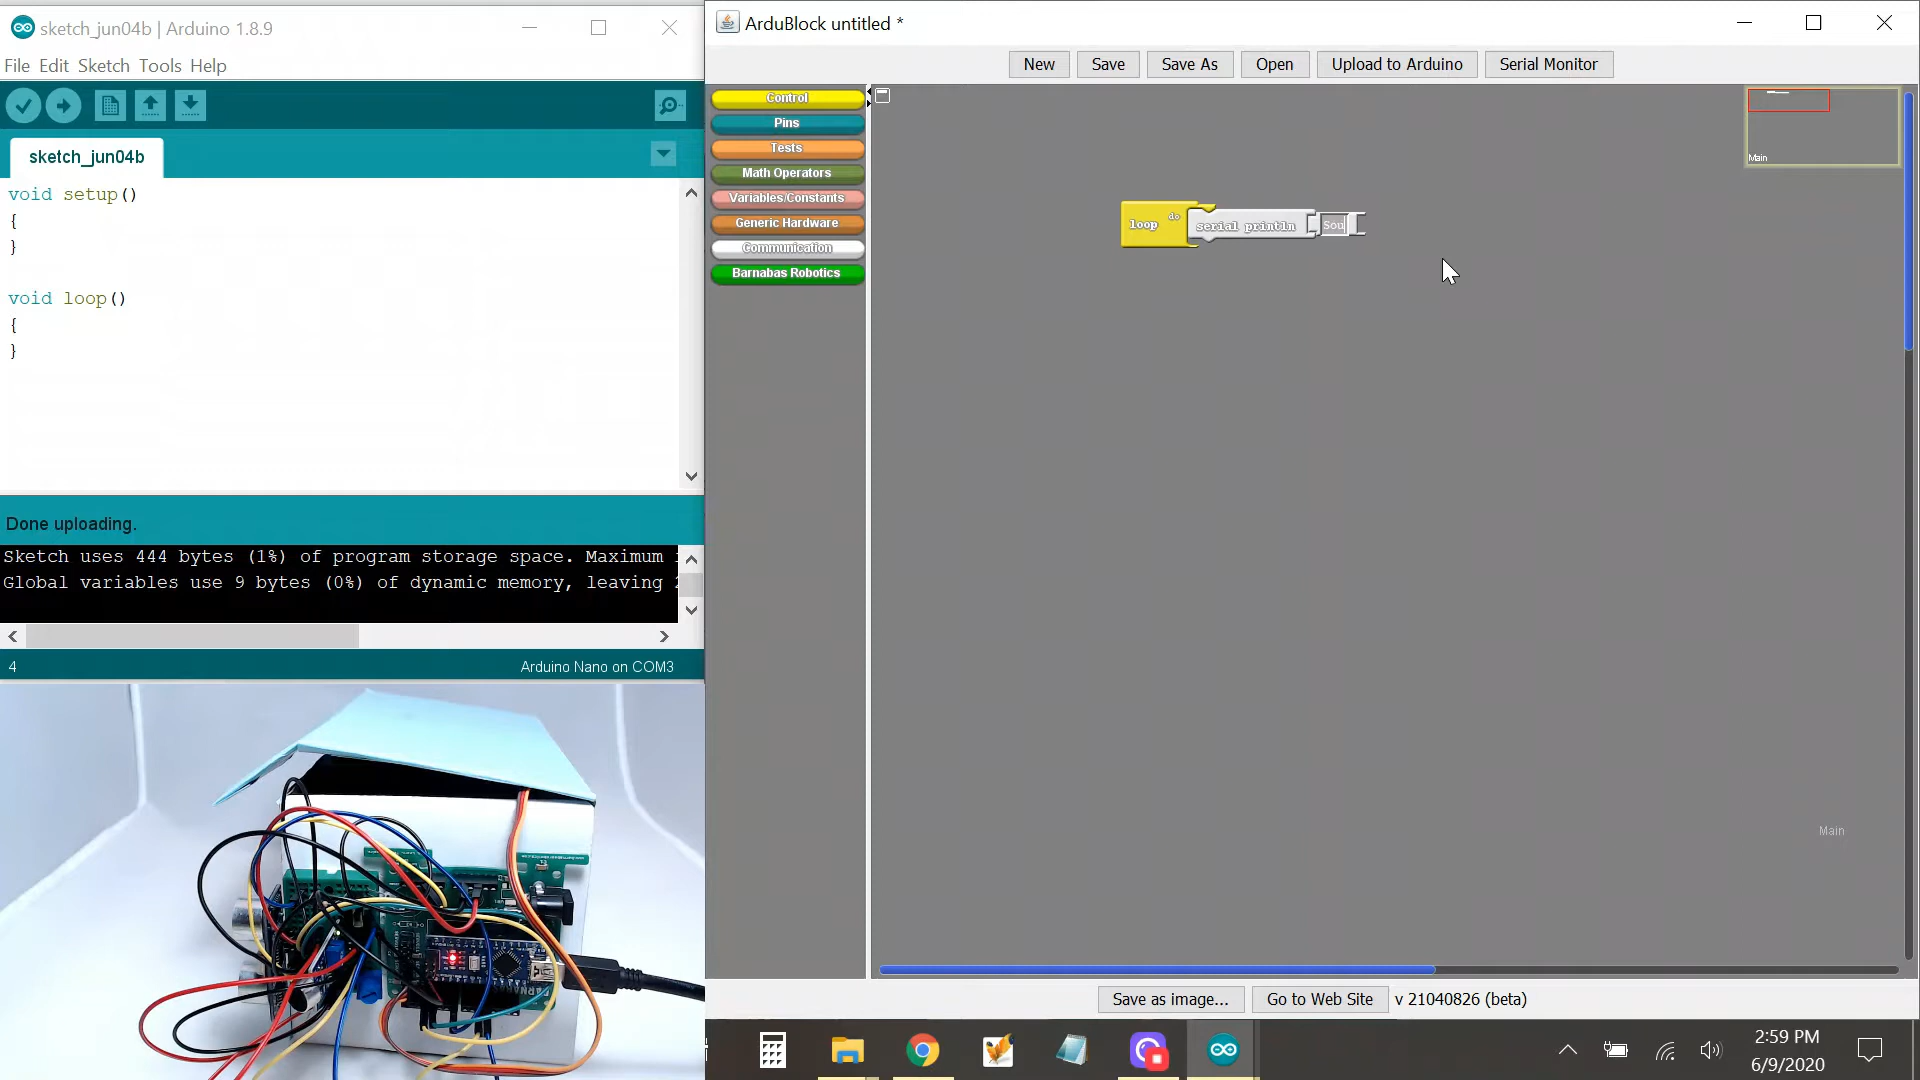 sketch_jun04b | Arduino 1.8.9
File Edit Sketch Tools Help
sketch_jun04b
void setup()
{
}
void loop()
{
}
Done uploading.
Sketch uses 444 bytes (1%) of program storage space. Maximum
Global variables use 9 bytes (0%) of dynamic memory, leaving
4
Arduino Nano on COM3
ArduBlock untitled *
New Save Save As Open Upload to Arduino Serial Monitor
Control
Pins
Tests
Math Operators
Variables/Constants
Generic Hardware
Communication
Barnabas Robotics
loop do serial println Sou
Main
Main
Save as image... Go to Web Site v 21040826 (beta)
2:59 PM
6/9/2020